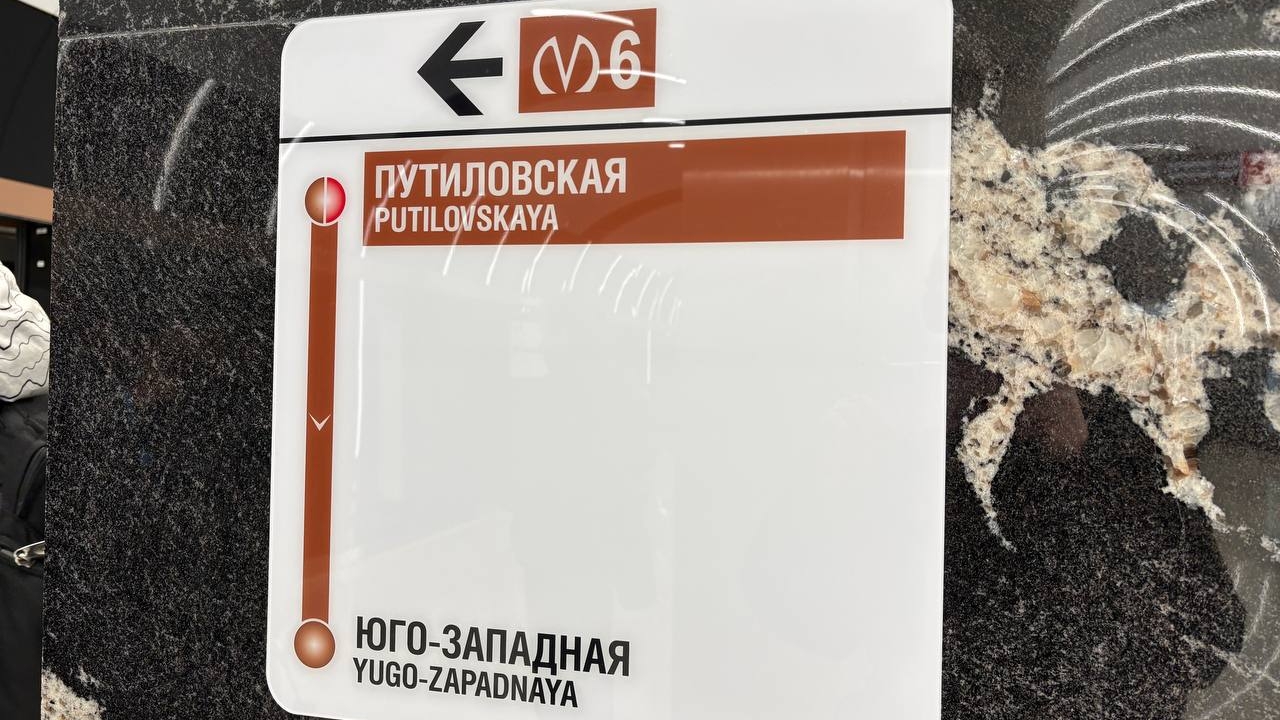 6
ПУТИЛОВСКАЯ
PUTILOVSKAYA
ЮГО-ЗАПАДНАЯ
YUGO-ZAPADNAYA